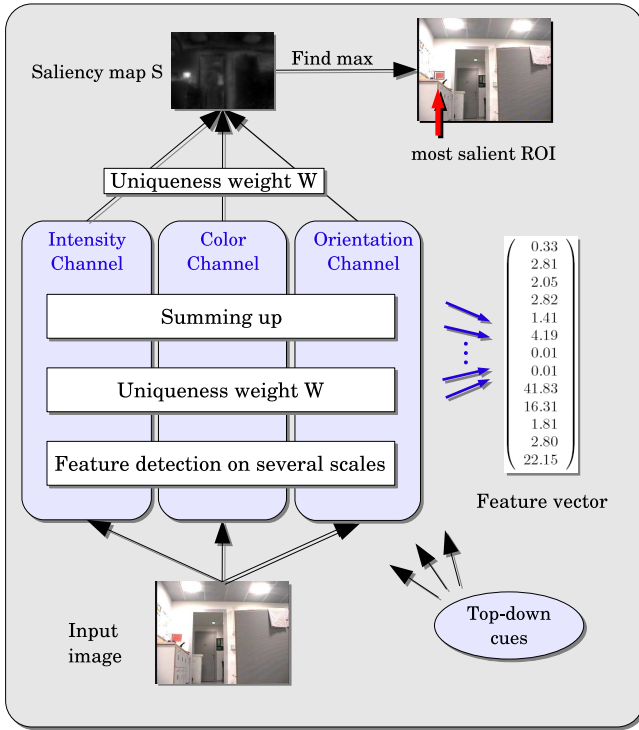 Saliency map S
Find max
most salient ROI
Uniqueness weight W
Intensity
Channel
Color
Channel
Orientation
Channel
Summing up
Uniqueness weight W
Feature detection on several scales
0.33
2.81
2.05
2.82
1.41
4.19
0.01
0.01
41.83
16.31
1.81
2.80
22.15
Feature vector
Input
image
Top-down
cues